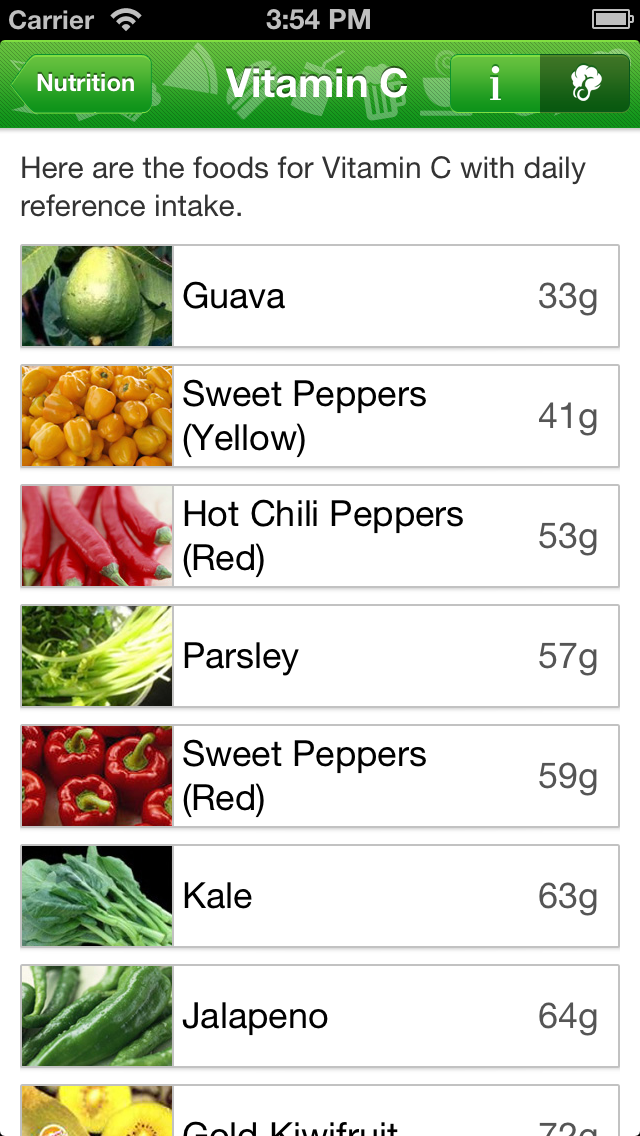 Carrier 3:54 PM
Nutrition Vitamin C i
Here are the foods for Vitamin C with daily
reference intake.
Guava 33g
Sweet Peppers
(Yellow) 41g
Hot Chili Peppers
(Red) 53g
Parsley 57g
Sweet Peppers
(Red) 59g
Kale 63g
Jalapeno 64g
Gold Kiwifruit 72g